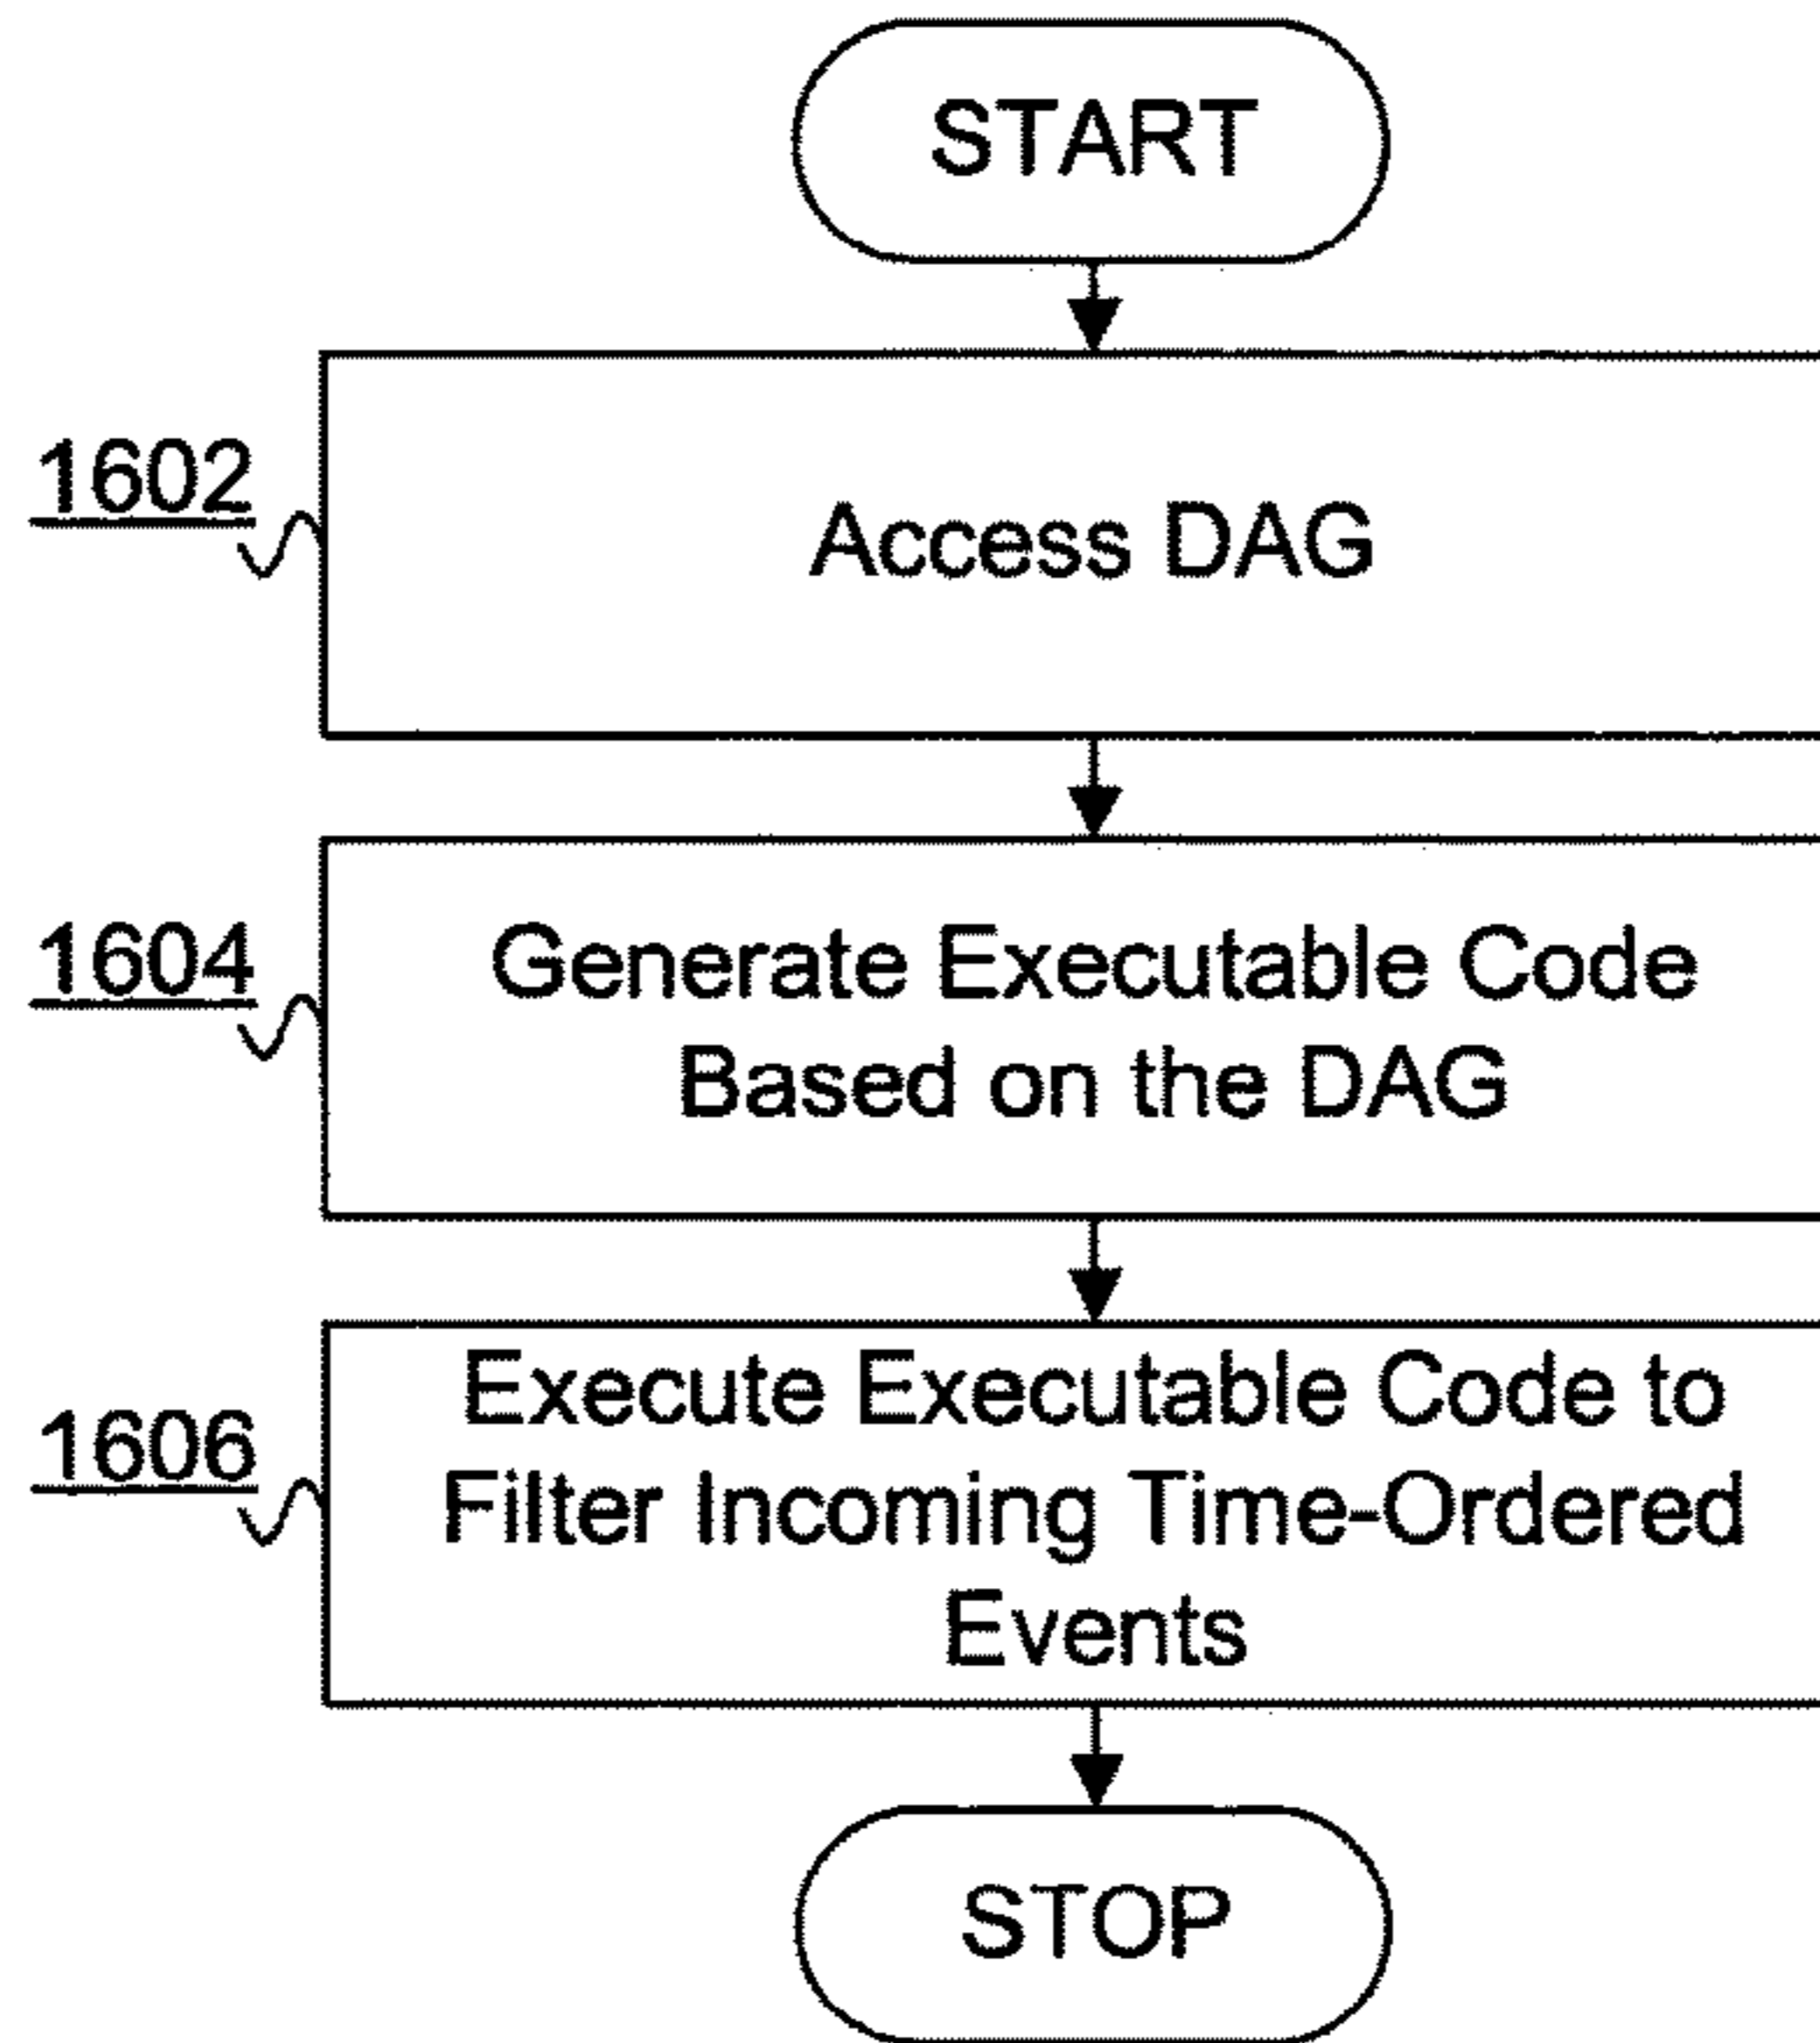 START
1602
Access DAG
1604
Generate Executable Code
Based on the DAG
1606
Execute Executable Code to
Filter Incoming Time-Ordered
Events
STOP